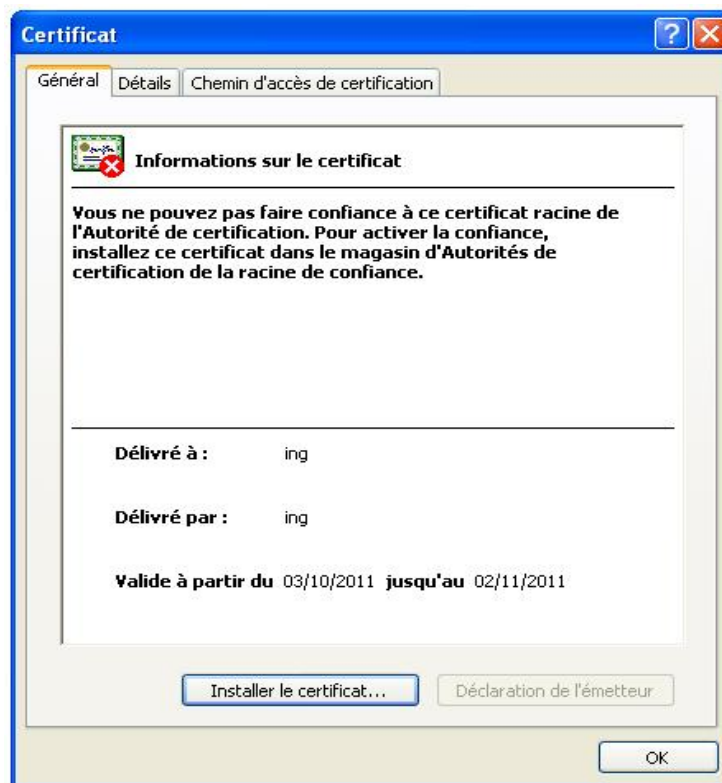 Certificat
Général
Détails
Chemin d'accès de certification
Informations sur le certificat
Vous ne pouvez pas faire confiance à ce certificat racine de
l'Autorité de certification. Pour activer la confiance,
installez ce certificat dans le magasin d'Autorités de
certification de la racine de confiance.
Délivré à : ing
Délivré par : ing
Valide à partir du 03/10/2011 jusqu'au 02/11/2011
Installer le certificat...
Déclaration de l'émetteur
OK